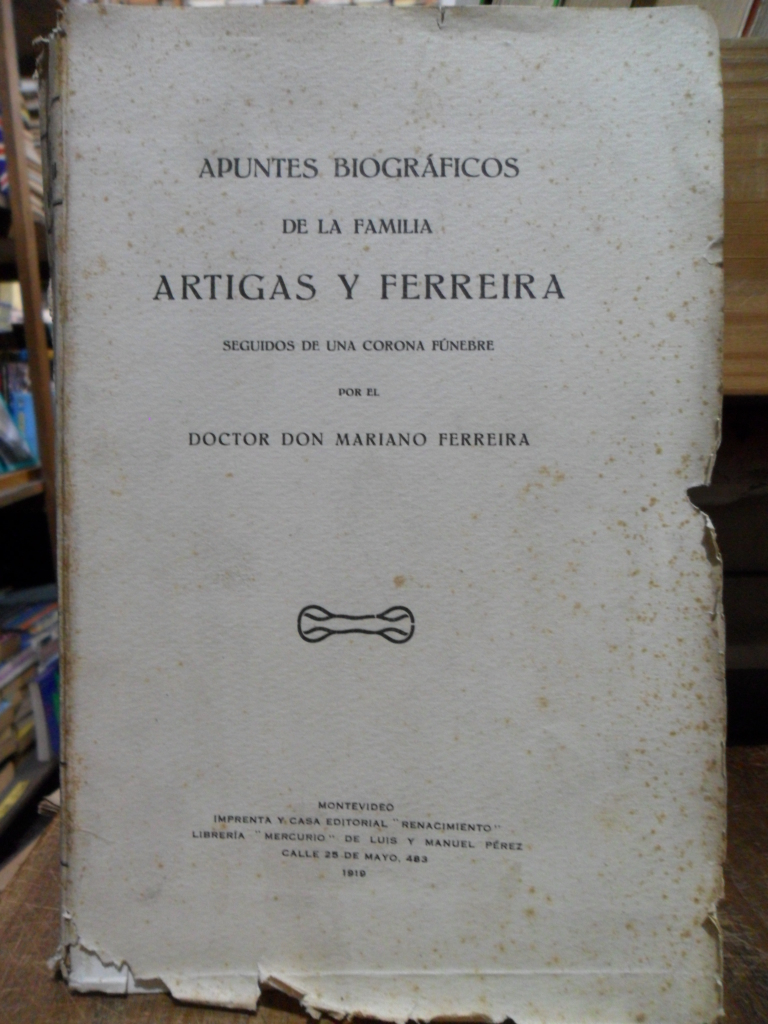 APUNTES BIOGRÁFICOS
DE LA FAMILIA
ARTIGAS Y FERREIRA
SEGUIDOS DE UNA CORONA FÚNEBRE
POR EL
DOCTOR DON MARIANO FERREIRA
MONTEVIDEO
IMPRENTA Y CASA EDITORIAL "RENACIMIENTO"
LIBRERÍA "MERCURIO" DE LUIS Y MANUEL PÉREZ
CALLE 25 DE MAYO, 483
1919